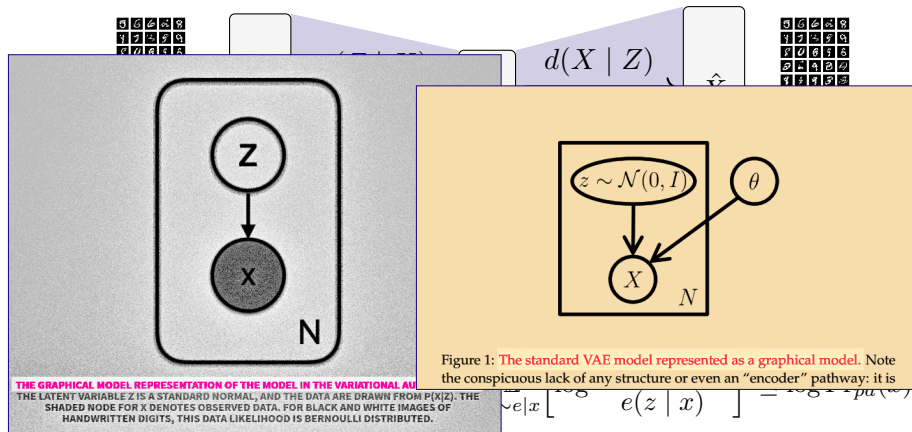 d(X | Z)
Z
X
N
THE GRAPHICAL MODEL REPRESENTATION OF THE MODEL IN THE VARIATIONAL
THE LATENT VARIABLE Z IS A STANDARD NORMAL, AND THE DATA ARE DRAWN FROM P(X|Z). THE
SHADED NODE FOR X DENOTES OBSERVED DATA. FOR BLACK AND WHITE IMAGES OF
HANDWRITTEN DIGITS, THIS DATA LIKELIHOOD IS BERNOULLI DISTRIBUTED.
z ∼ 𝒩(0, I)
θ
X
N
Figure 1: The standard VAE model represented as a graphical model. Note
the conspicuous lack of any structure or even an “encoder” pathway: it is
∼e|x
e(z | x)